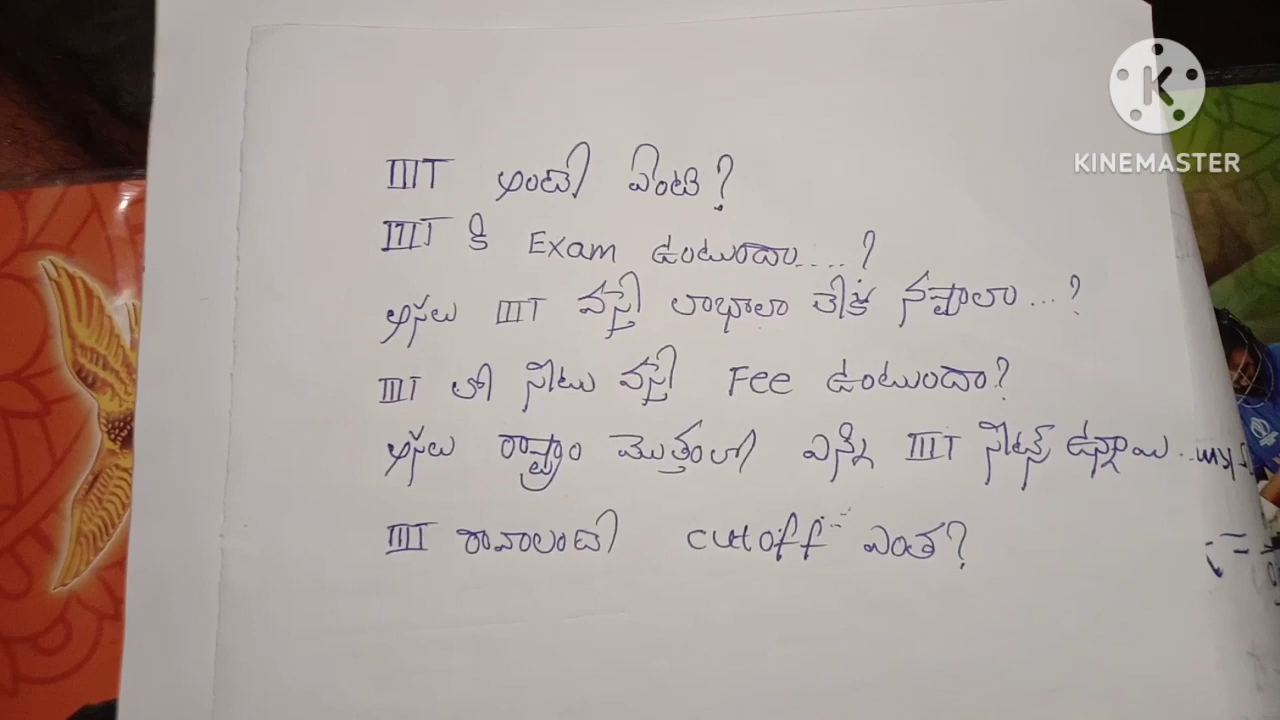 KINEMASTER
IIIT అంటే ఏంటి?
IIIT కి Exam ఉంటుందా....?
అసలు IIIT వస్తే లాభాలా లేక నష్టాలా...?
IIIT లో సీటు వస్తే Fee ఉంటుందా?
అసలు రాష్ట్రం మొత్తంలో ఎన్ని IIIT సీట్స్ ఉన్నాయి..
IIIT రావాలంటే cutoff ఎంత?